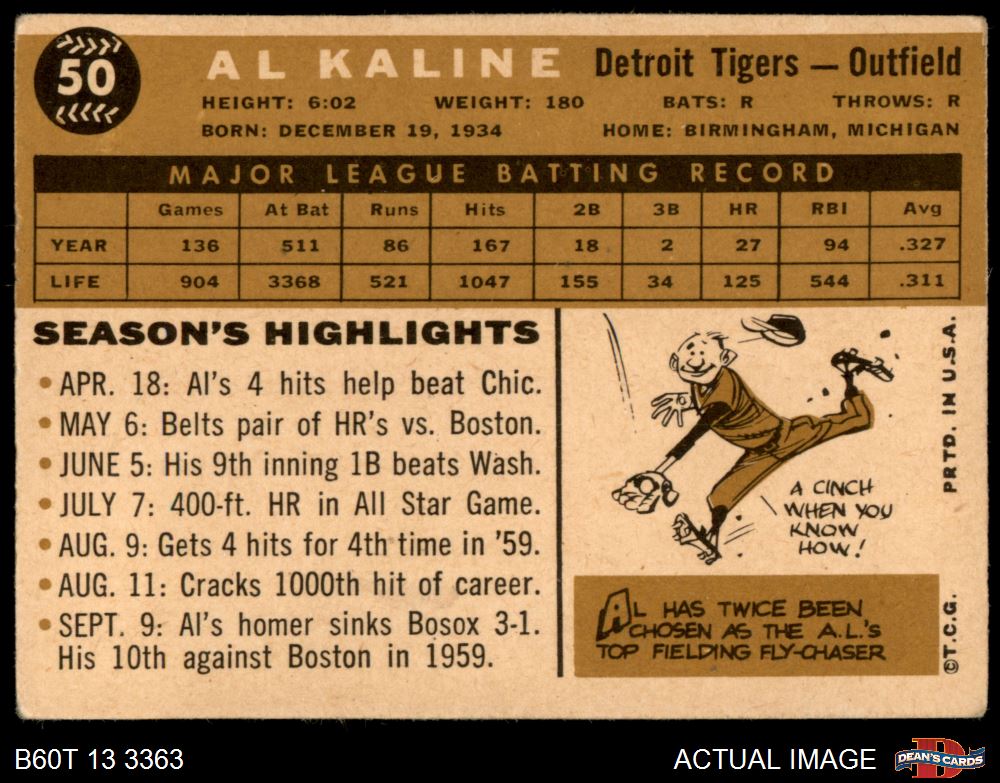 50
AL KALINE Detroit Tigers — Outfield
HEIGHT: 6:02 WEIGHT: 180 BATS: R THROWS: R
BORN: DECEMBER 19, 1934 HOME: BIRMINGHAM, MICHIGAN
MAJOR LEAGUE BATTING RECORD
Games At Bat Runs Hits 2B 3B HR RBI Avg
YEAR 136 511 86 167 18 2 27 94 .327
LIFE 904 3368 521 1047 155 34 125 544 .311
SEASON'S HIGHLIGHTS
• APR. 18: Al's 4 hits help beat Chic.
• MAY 6: Belts pair of HR's vs. Boston.
• JUNE 5: His 9th inning 1B beats Wash.
• JULY 7: 400-ft. HR in All Star Game.
• AUG. 9: Gets 4 hits for 4th time in '59.
• AUG. 11: Cracks 1000th hit of career.
• SEPT. 9: Al's homer sinks Bosox 3-1.
His 10th against Boston in 1959.
A CINCH
WHEN YOU
KNOW
HOW!
AL HAS TWICE BEEN
CHOSEN AS THE A.L.'S
TOP FIELDING FLY-CHASER
PRTD. IN U.S.A.
©T.C.G.
B60T 13 3363 ACTUAL IMAGE
D
DEAN'S CARDS